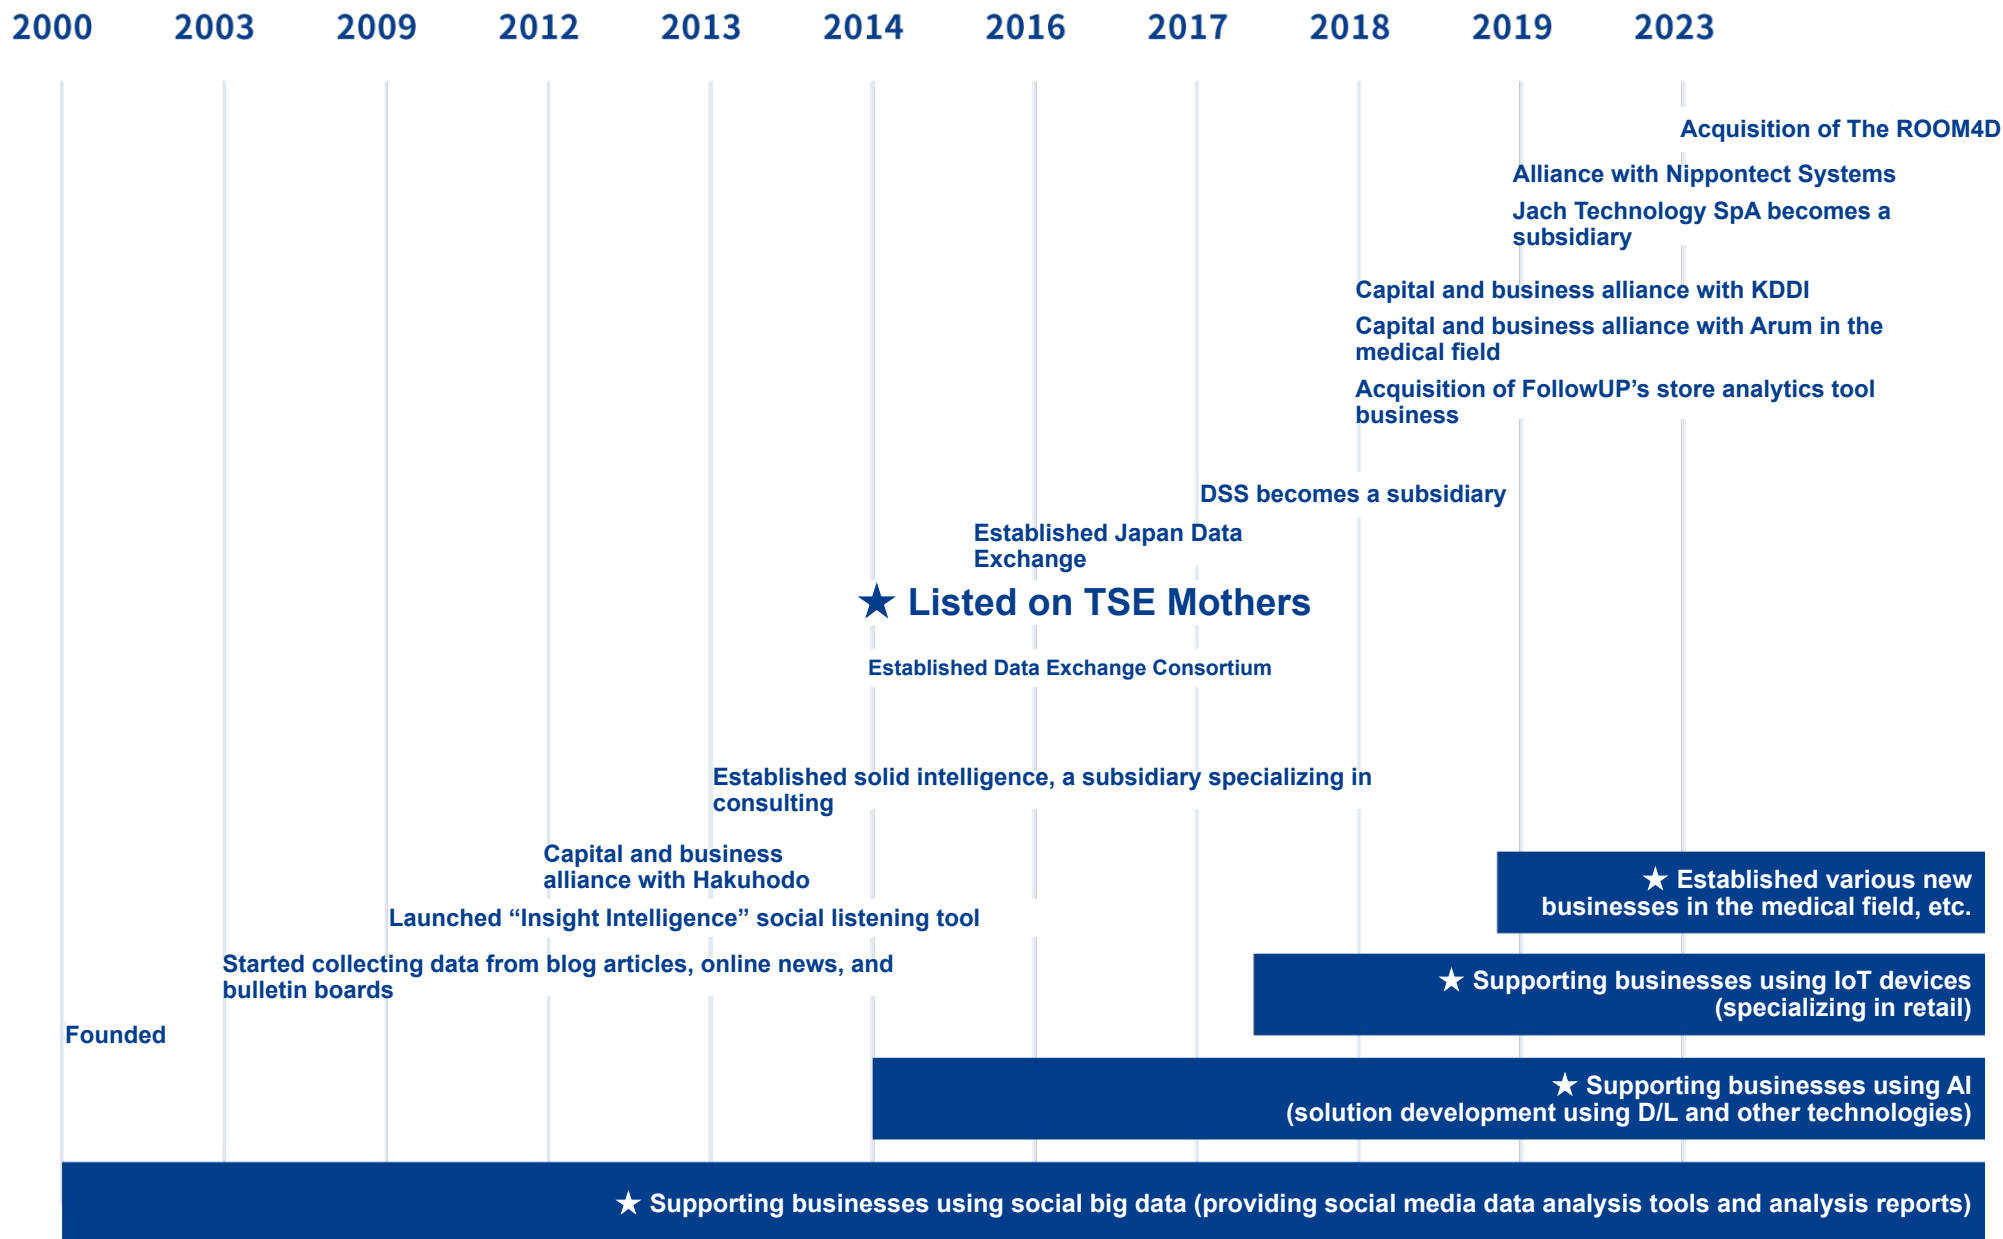 2000 2003 2009 2012 2013 2014 2016 2017 2018 2019 2023
Acquisition of The ROOM4D
Alliance with Nippontect Systems
Jach Technology SpA becomes a
subsidiary
Capital and business alliance with KDDI
Capital and business alliance with Arum in the
medical field
Acquisition of FollowUP’s store analytics tool
business
DSS becomes a subsidiary
Established Japan Data
Exchange
★ Listed on TSE Mothers
Established Data Exchange Consortium
Established solid intelligence, a subsidiary specializing in
consulting
Capital and business
alliance with Hakuhodo
Launched “Insight Intelligence” social listening tool
Started collecting data from blog articles, online news, and
bulletin boards
Founded
★ Established various new
businesses in the medical field, etc.
★ Supporting businesses using IoT devices
(specializing in retail)
★ Supporting businesses using AI
(solution development using D/L and other technologies)
★ Supporting businesses using social big data (providing social media data analysis tools and analysis reports)